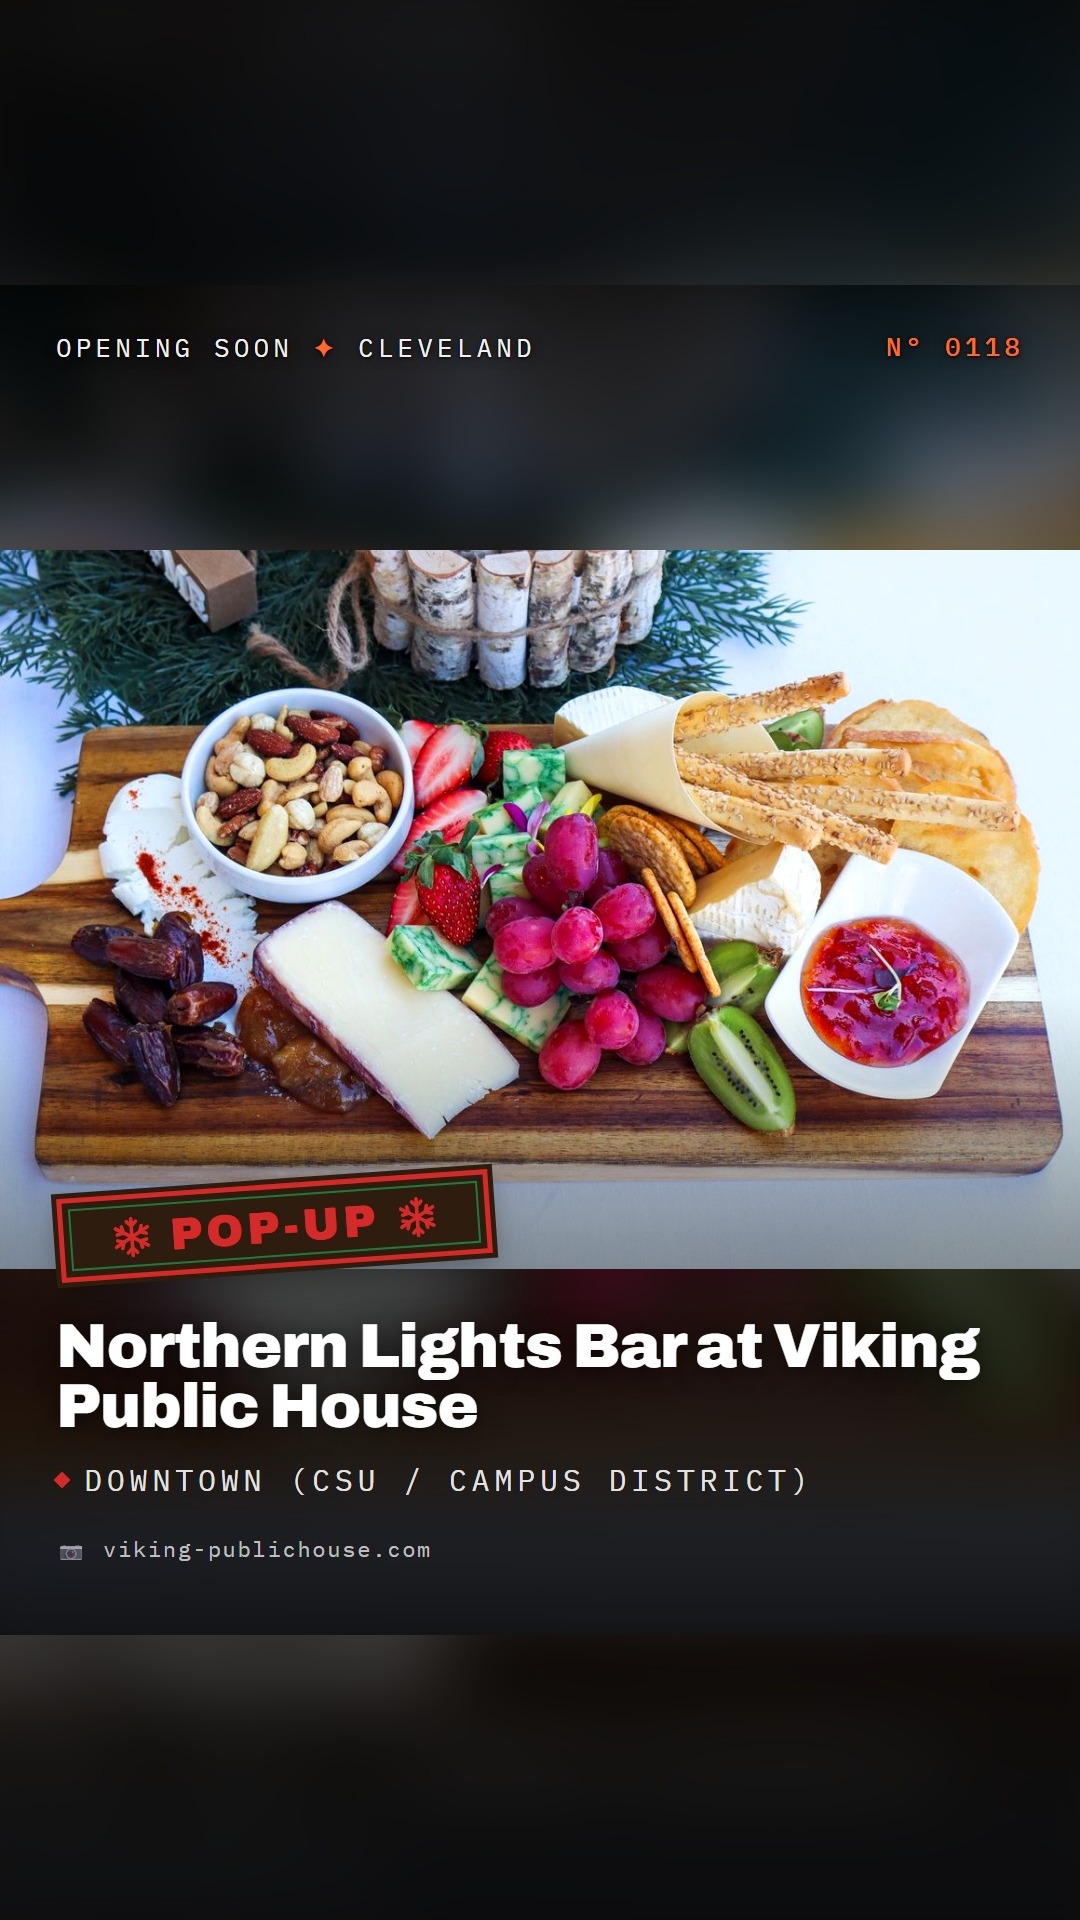 OPENING SOON ✦ CLEVELAND
N° 0118
❄ POP-UP ❄
Northern Lights Bar at Viking
Public House
DOWNTOWN (CSU / CAMPUS DISTRICT)
viking-publichouse.com